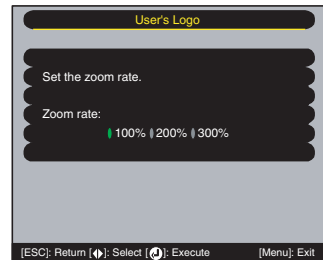 User's Logo
Set the zoom rate.
Zoom rate:
100% 200% 300%
[ESC]: Return [◆]: Select [⏎]: Execute [Menu]: Exit